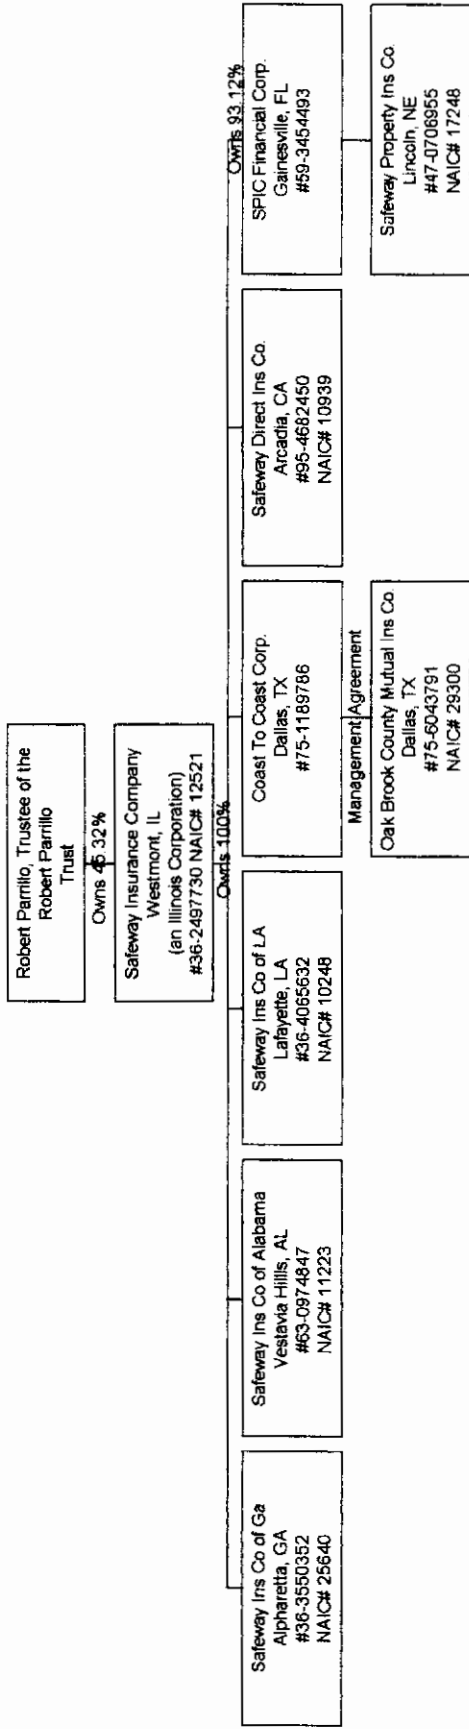 Robert Parrillo, Trustee of the
Robert Parrillo
Trust
Owns 45.32%
Safeway Insurance Company
Westmont, IL
(an Illinois Corporation)
#36-2497730 NAIC# 12521
Owns 100%
Owns 93.12%
Safeway Ins Co of Ga
Alpharetta, GA
#36-3550352
NAIC# 25640
Safeway Ins Co of Alabama
Vestavia Hillls, AL
#63-0974847
NAIC# 11223
Safeway Ins Co of LA
Lafayette, LA
#36-4065632
NAIC# 10248
Coast To Coast Corp.
Dallas, TX
#75-1189786
Safeway Direct Ins Co.
Arcadia, CA
#95-4682450
NAIC# 10939
SPIC Financial Corp.
Gainesville, FL
#59-3454493
Management Agreement
Oak Brook County Mutual Ins Co.
Dallas, TX
#75-6043791
NAIC# 29300
Safeway Property Ins Co.
Lincoln, NE
#47-0706955
NAIC# 17248